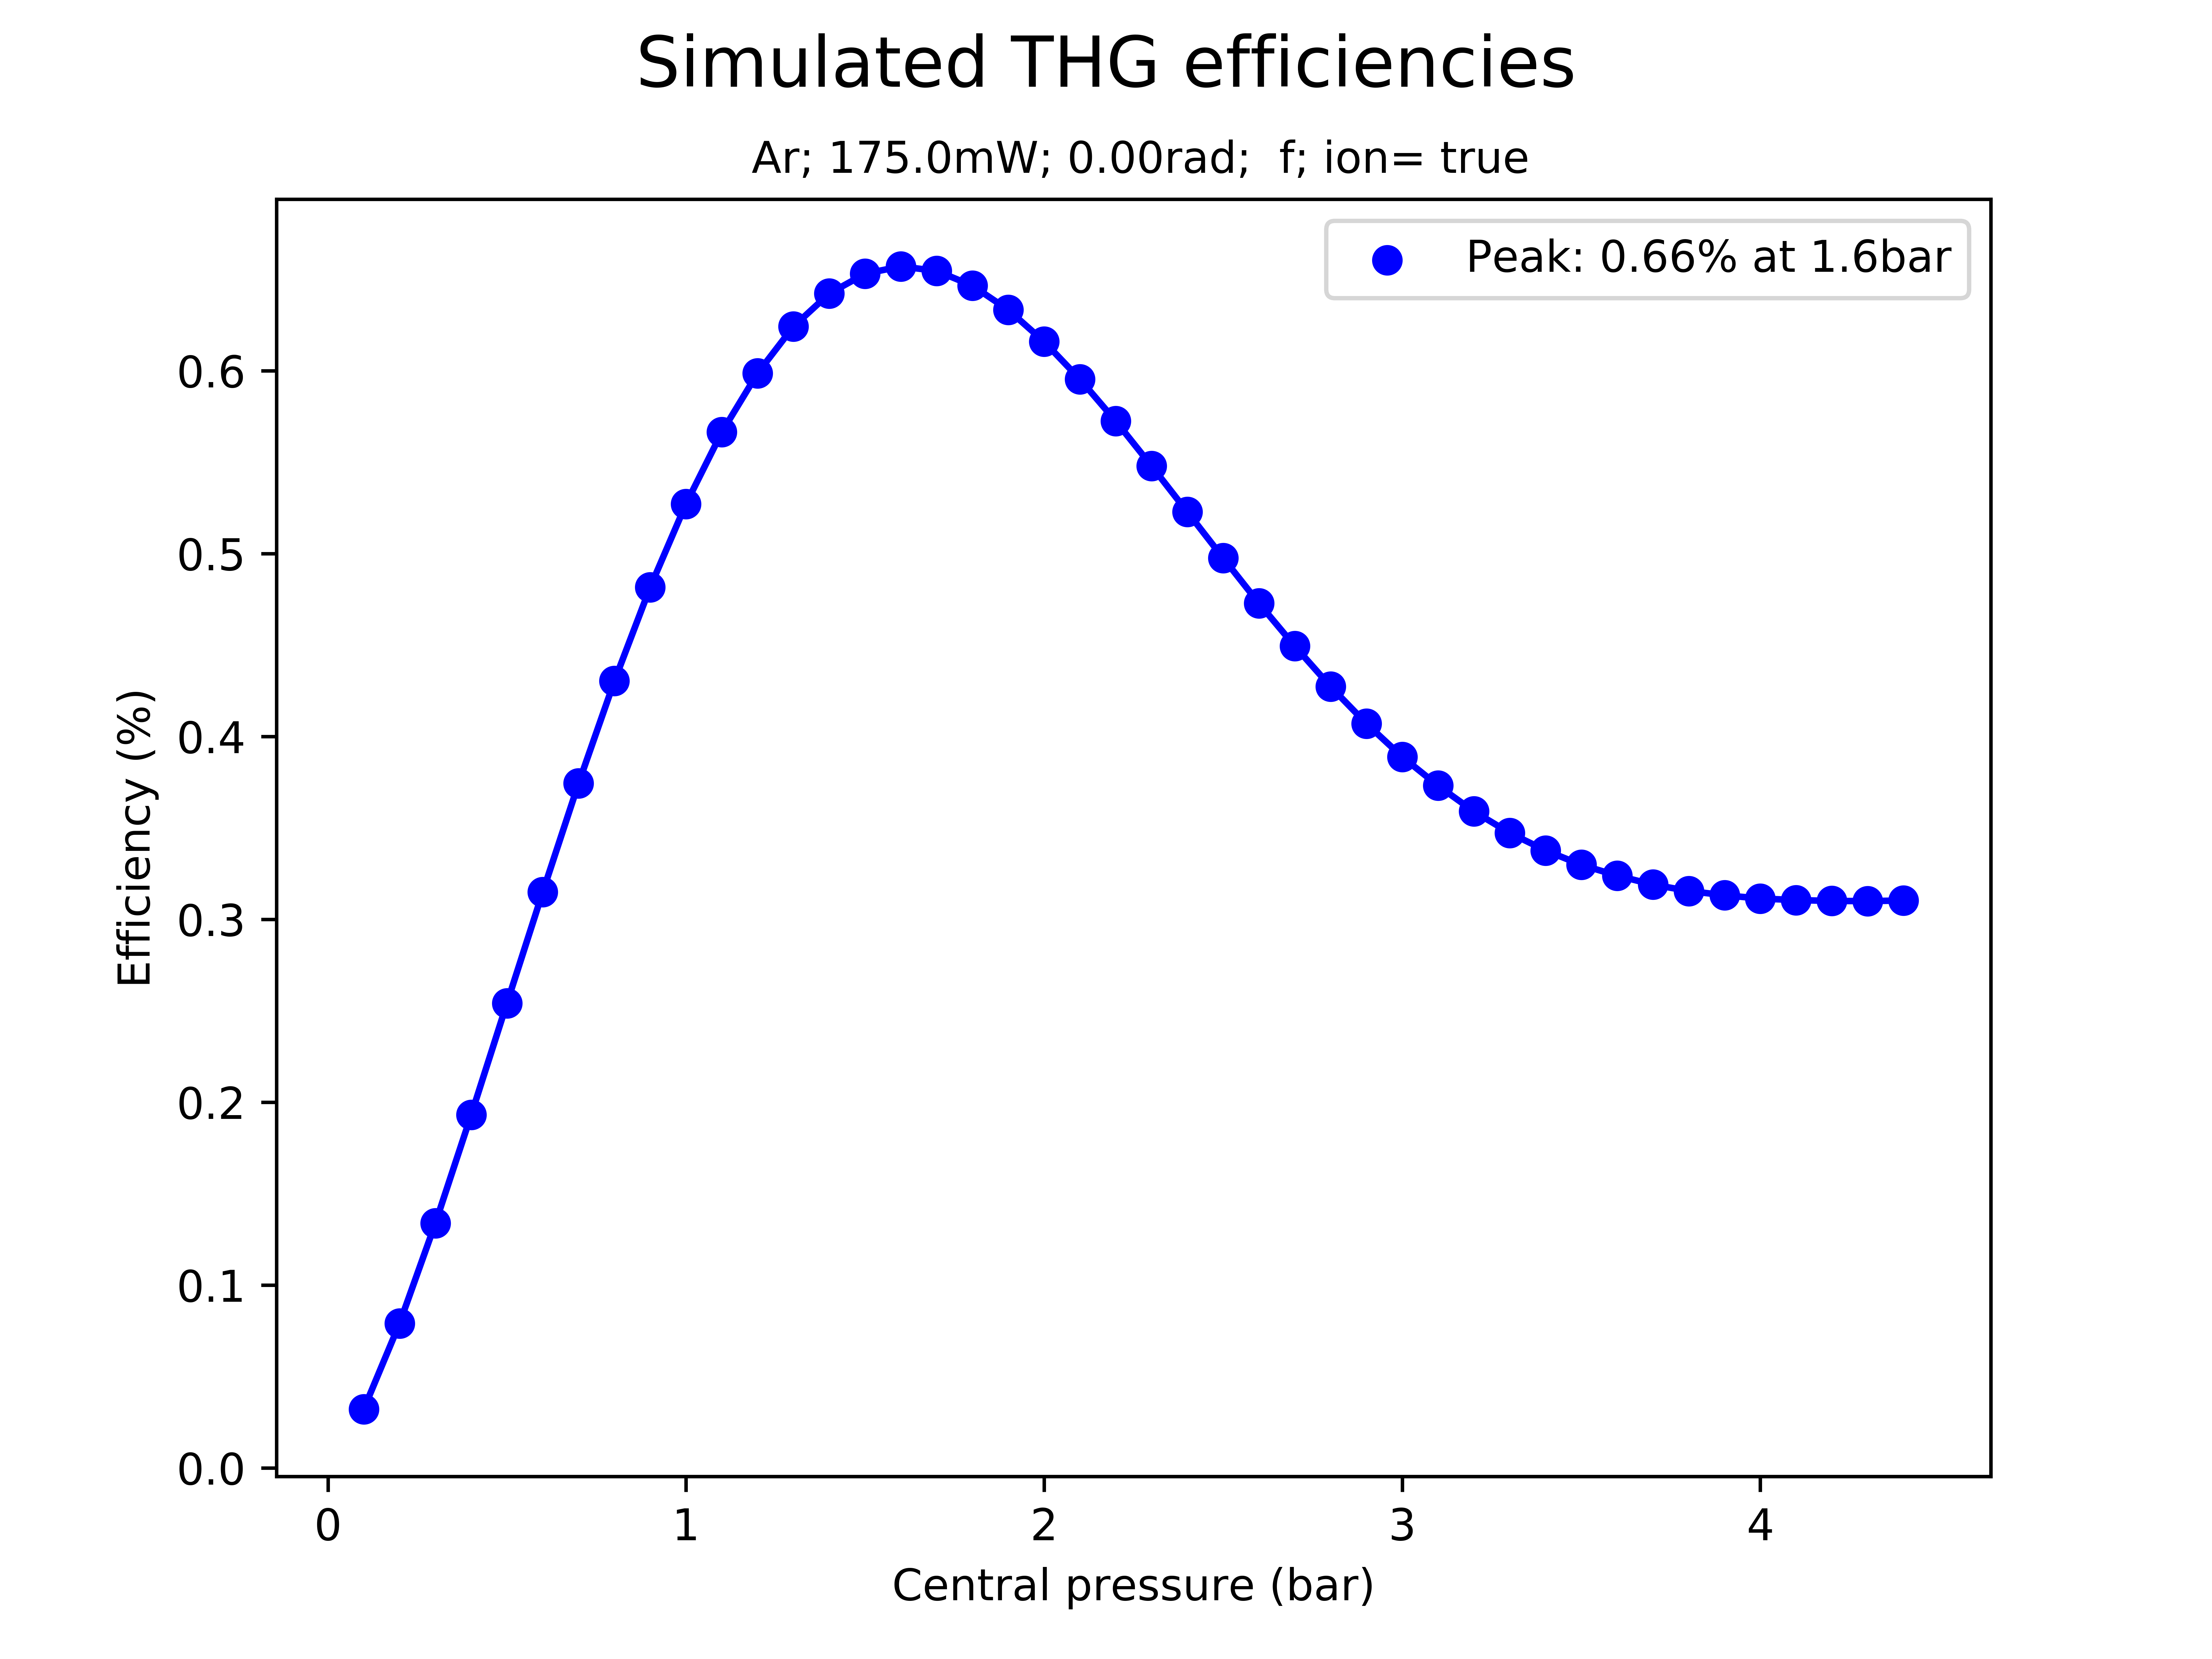 Simulated THG efficiencies
Ar; 175.0mW; 0.00rad;  f; ion= true
Peak: 0.66% at 1.6bar
Efficiency (%)
0.6
0.5
0.4
0.3
0.2
0.1
0.0
0 1 2 3 4
Central pressure (bar)